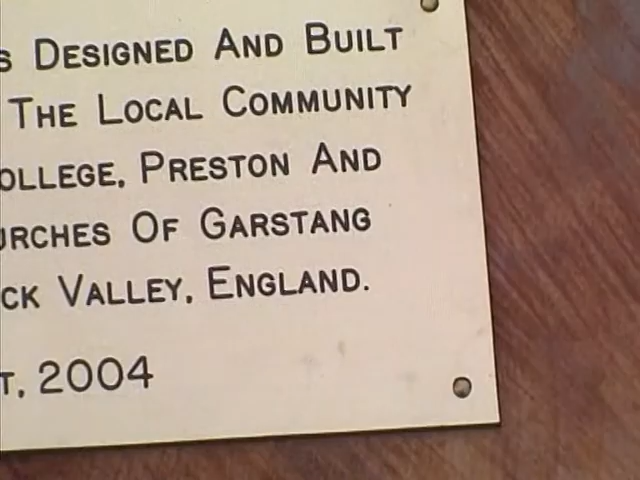 s Designed And Built
The Local Community
ollege, Preston And
urches Of Garstang
ck Valley, England.
t, 2004